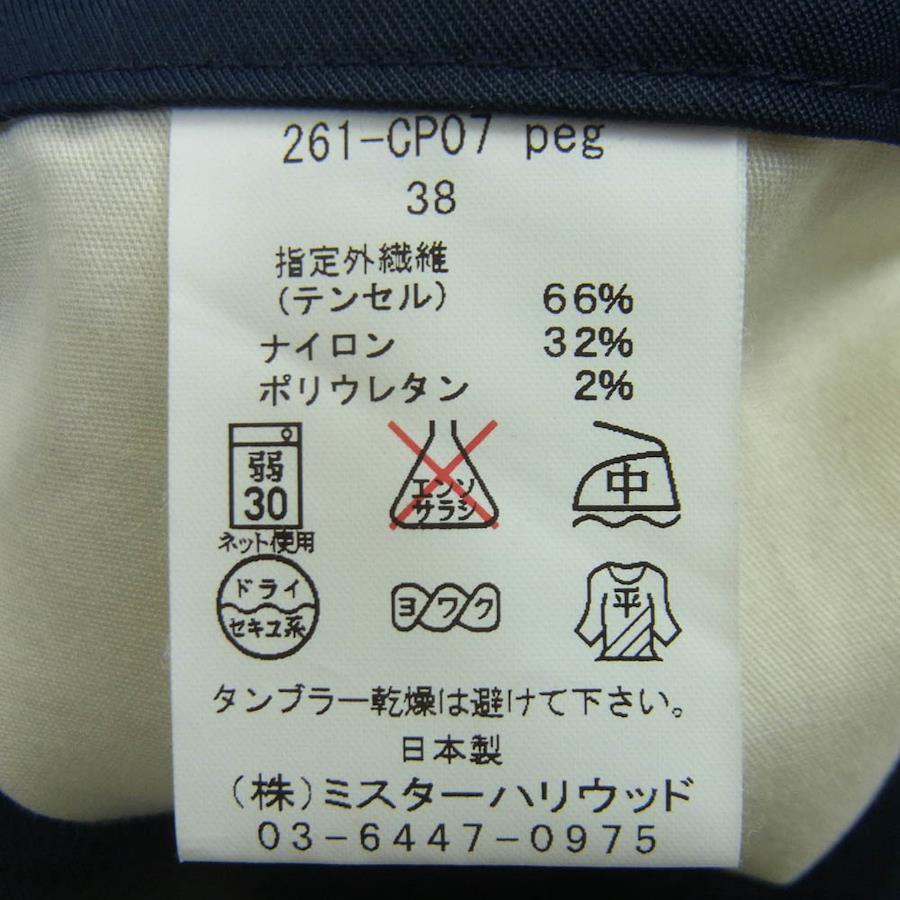 261-CP07 peg
38
指定外繊維
(テンセル) 66%
ナイロン 32%
ポリウレタン 2%
弱
30
ネット使用
エンソ
サラシ
中
ドライ
セキユ系
ヨワク
平
タンブラー乾燥は避けて下さい。
日本製
(株)ミスターハリウッド
03-6447-0975